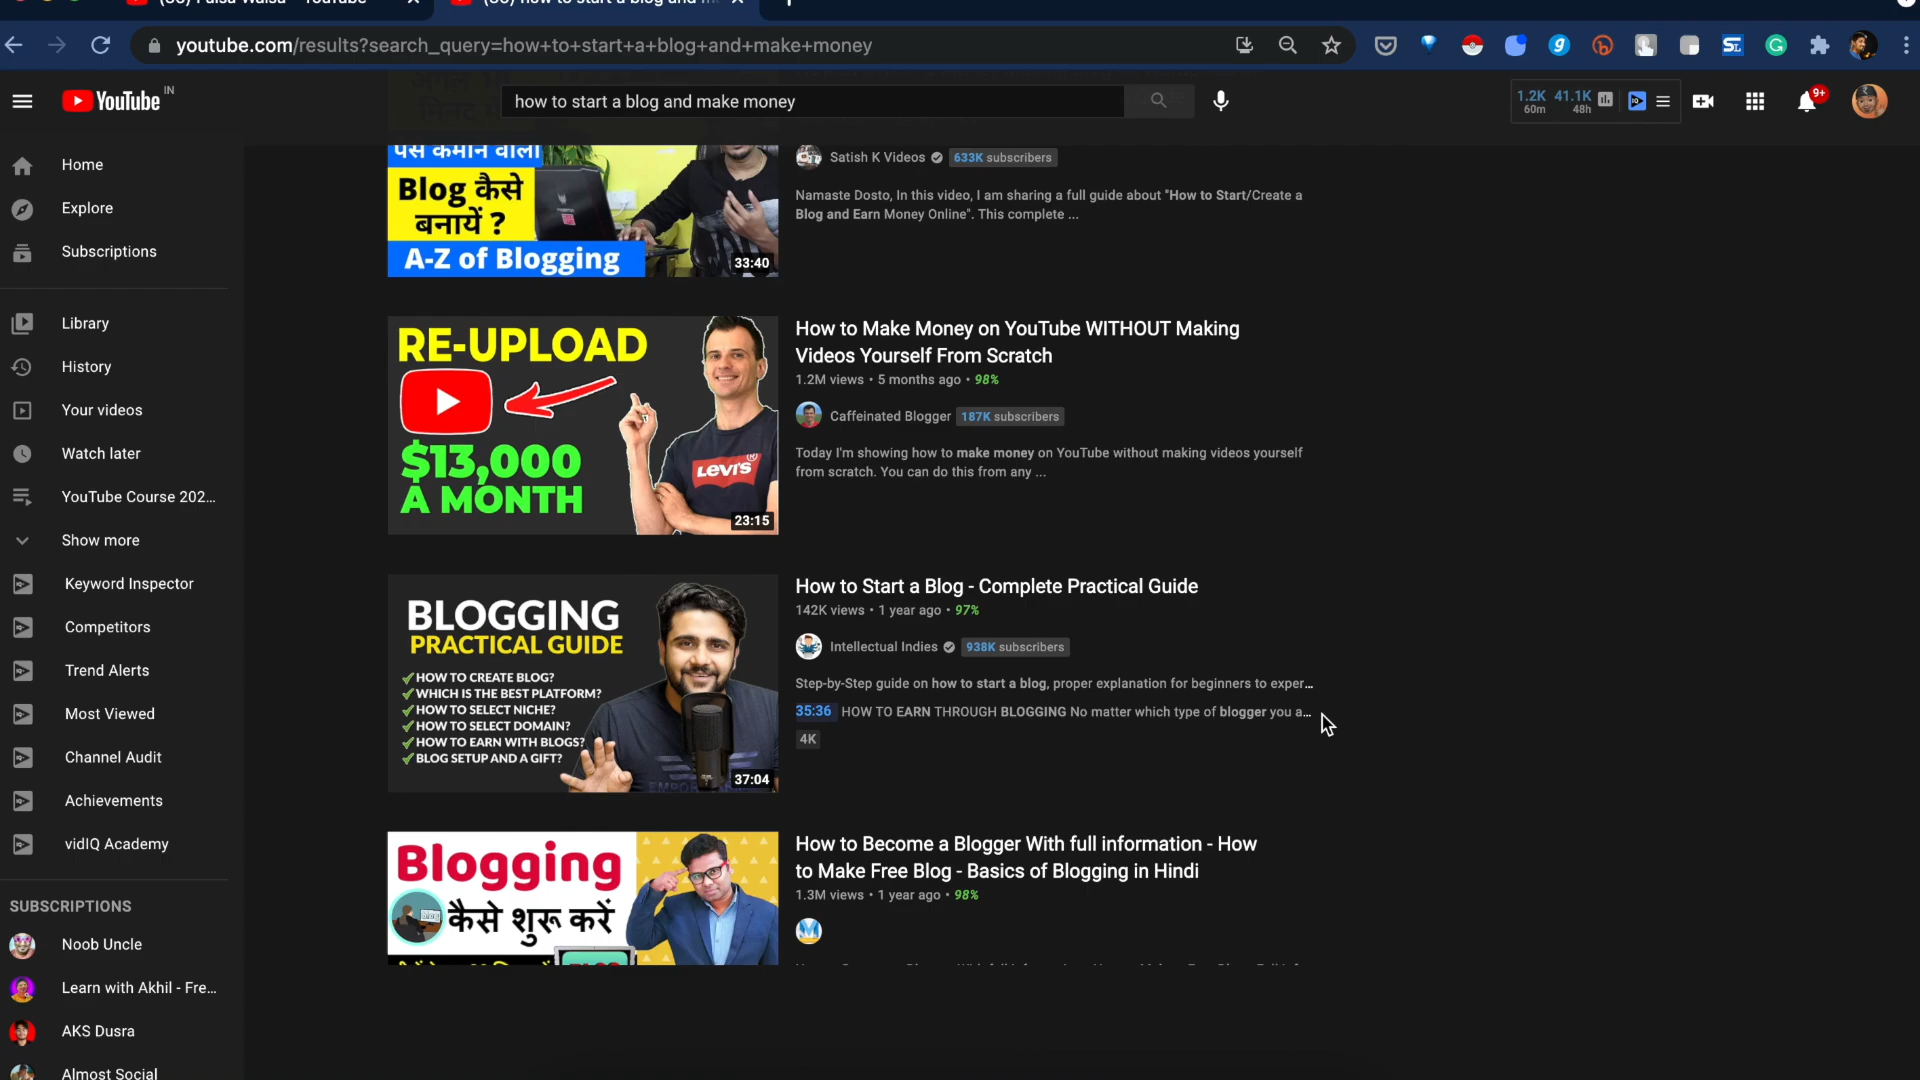 youtube.com/results?search_query=how+to+start+a+blog+and+make+money
YouTube IN
how to start a blog and make money
1.2K 41.1K
60m 48h
9+
Home
Explore
Subscriptions
Library
History
Your videos
Watch later
YouTube Course 202...
Show more
Keyword Inspector
Competitors
Trend Alerts
Most Viewed
Channel Audit
Achievements
vidIQ Academy
SUBSCRIPTIONS
Noob Uncle
Learn with Akhil - Fre...
AKS Dusra
Almost Social
Blog कैसे
बनायें ?
A-Z of Blogging
33:40
Satish K Videos 633K subscribers
Namaste Dosto, In this video, I am sharing a full guide about "How to Start/Create a
Blog and Earn Money Online". This complete ...
RE-UPLOAD
$13,000
A MONTH
LEVI'S
23:15
How to Make Money on YouTube WITHOUT Making
Videos Yourself From Scratch
1.2M views • 5 months ago • 98%
Caffeinated Blogger 187K subscribers
Today I'm showing how to make money on YouTube without making videos yourself
from scratch. You can do this from any ...
BLOGGING
PRACTICAL GUIDE
HOW TO CREATE BLOG?
WHICH IS THE BEST PLATFORM?
HOW TO SELECT NICHE?
HOW TO SELECT DOMAIN?
HOW TO EARN WITH BLOGS?
BLOG SETUP AND A GIFT?
37:04
How to Start a Blog - Complete Practical Guide
142K views • 1 year ago • 97%
Intellectual Indies 938K subscribers
Step-by-Step guide on how to start a blog, proper explanation for beginners to exper...
35:36 HOW TO EARN THROUGH BLOGGING No matter which type of blogger you a...
4K
Blogging
कैसे शुरू करें
How to Become a Blogger With full information - How
to Make Free Blog - Basics of Blogging in Hindi
1.3M views • 1 year ago • 98%